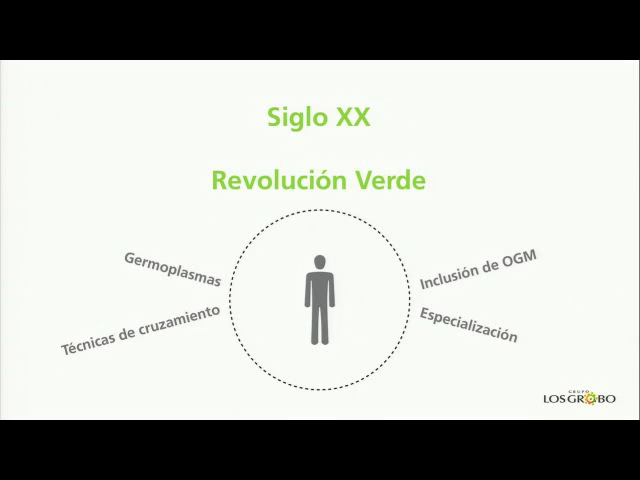 Siglo XX
Revolución Verde
Germoplasmas
Técnicas de cruzamiento
Inclusión de OGM
Especialización
GRUPO
LOS GROBO